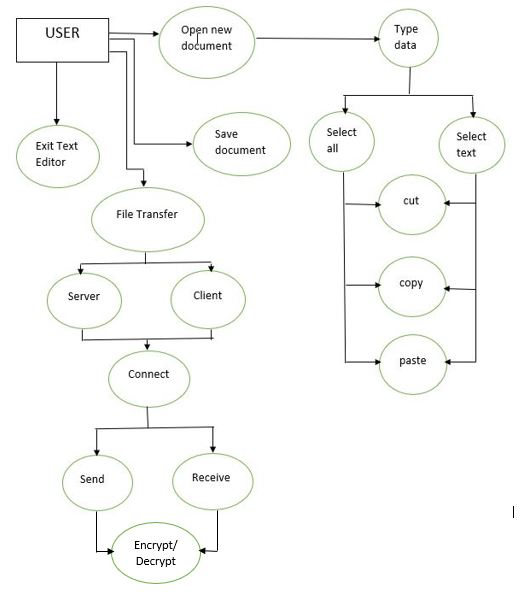 USER
Open new
document
Type
data
Exit Text
Editor
Save
document
Select
all
Select
text
File Transfer
cut
Server
Client
copy
Connect
paste
Send
Receive
Encrypt/
Decrypt